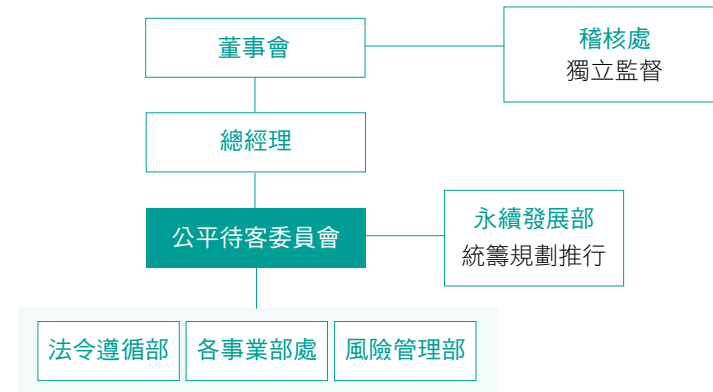 董事會
稽核處
獨立監督
總經理
公平待客委員會
永續發展部
統籌規劃推行
法令遵循部
各事業部處
風險管理部